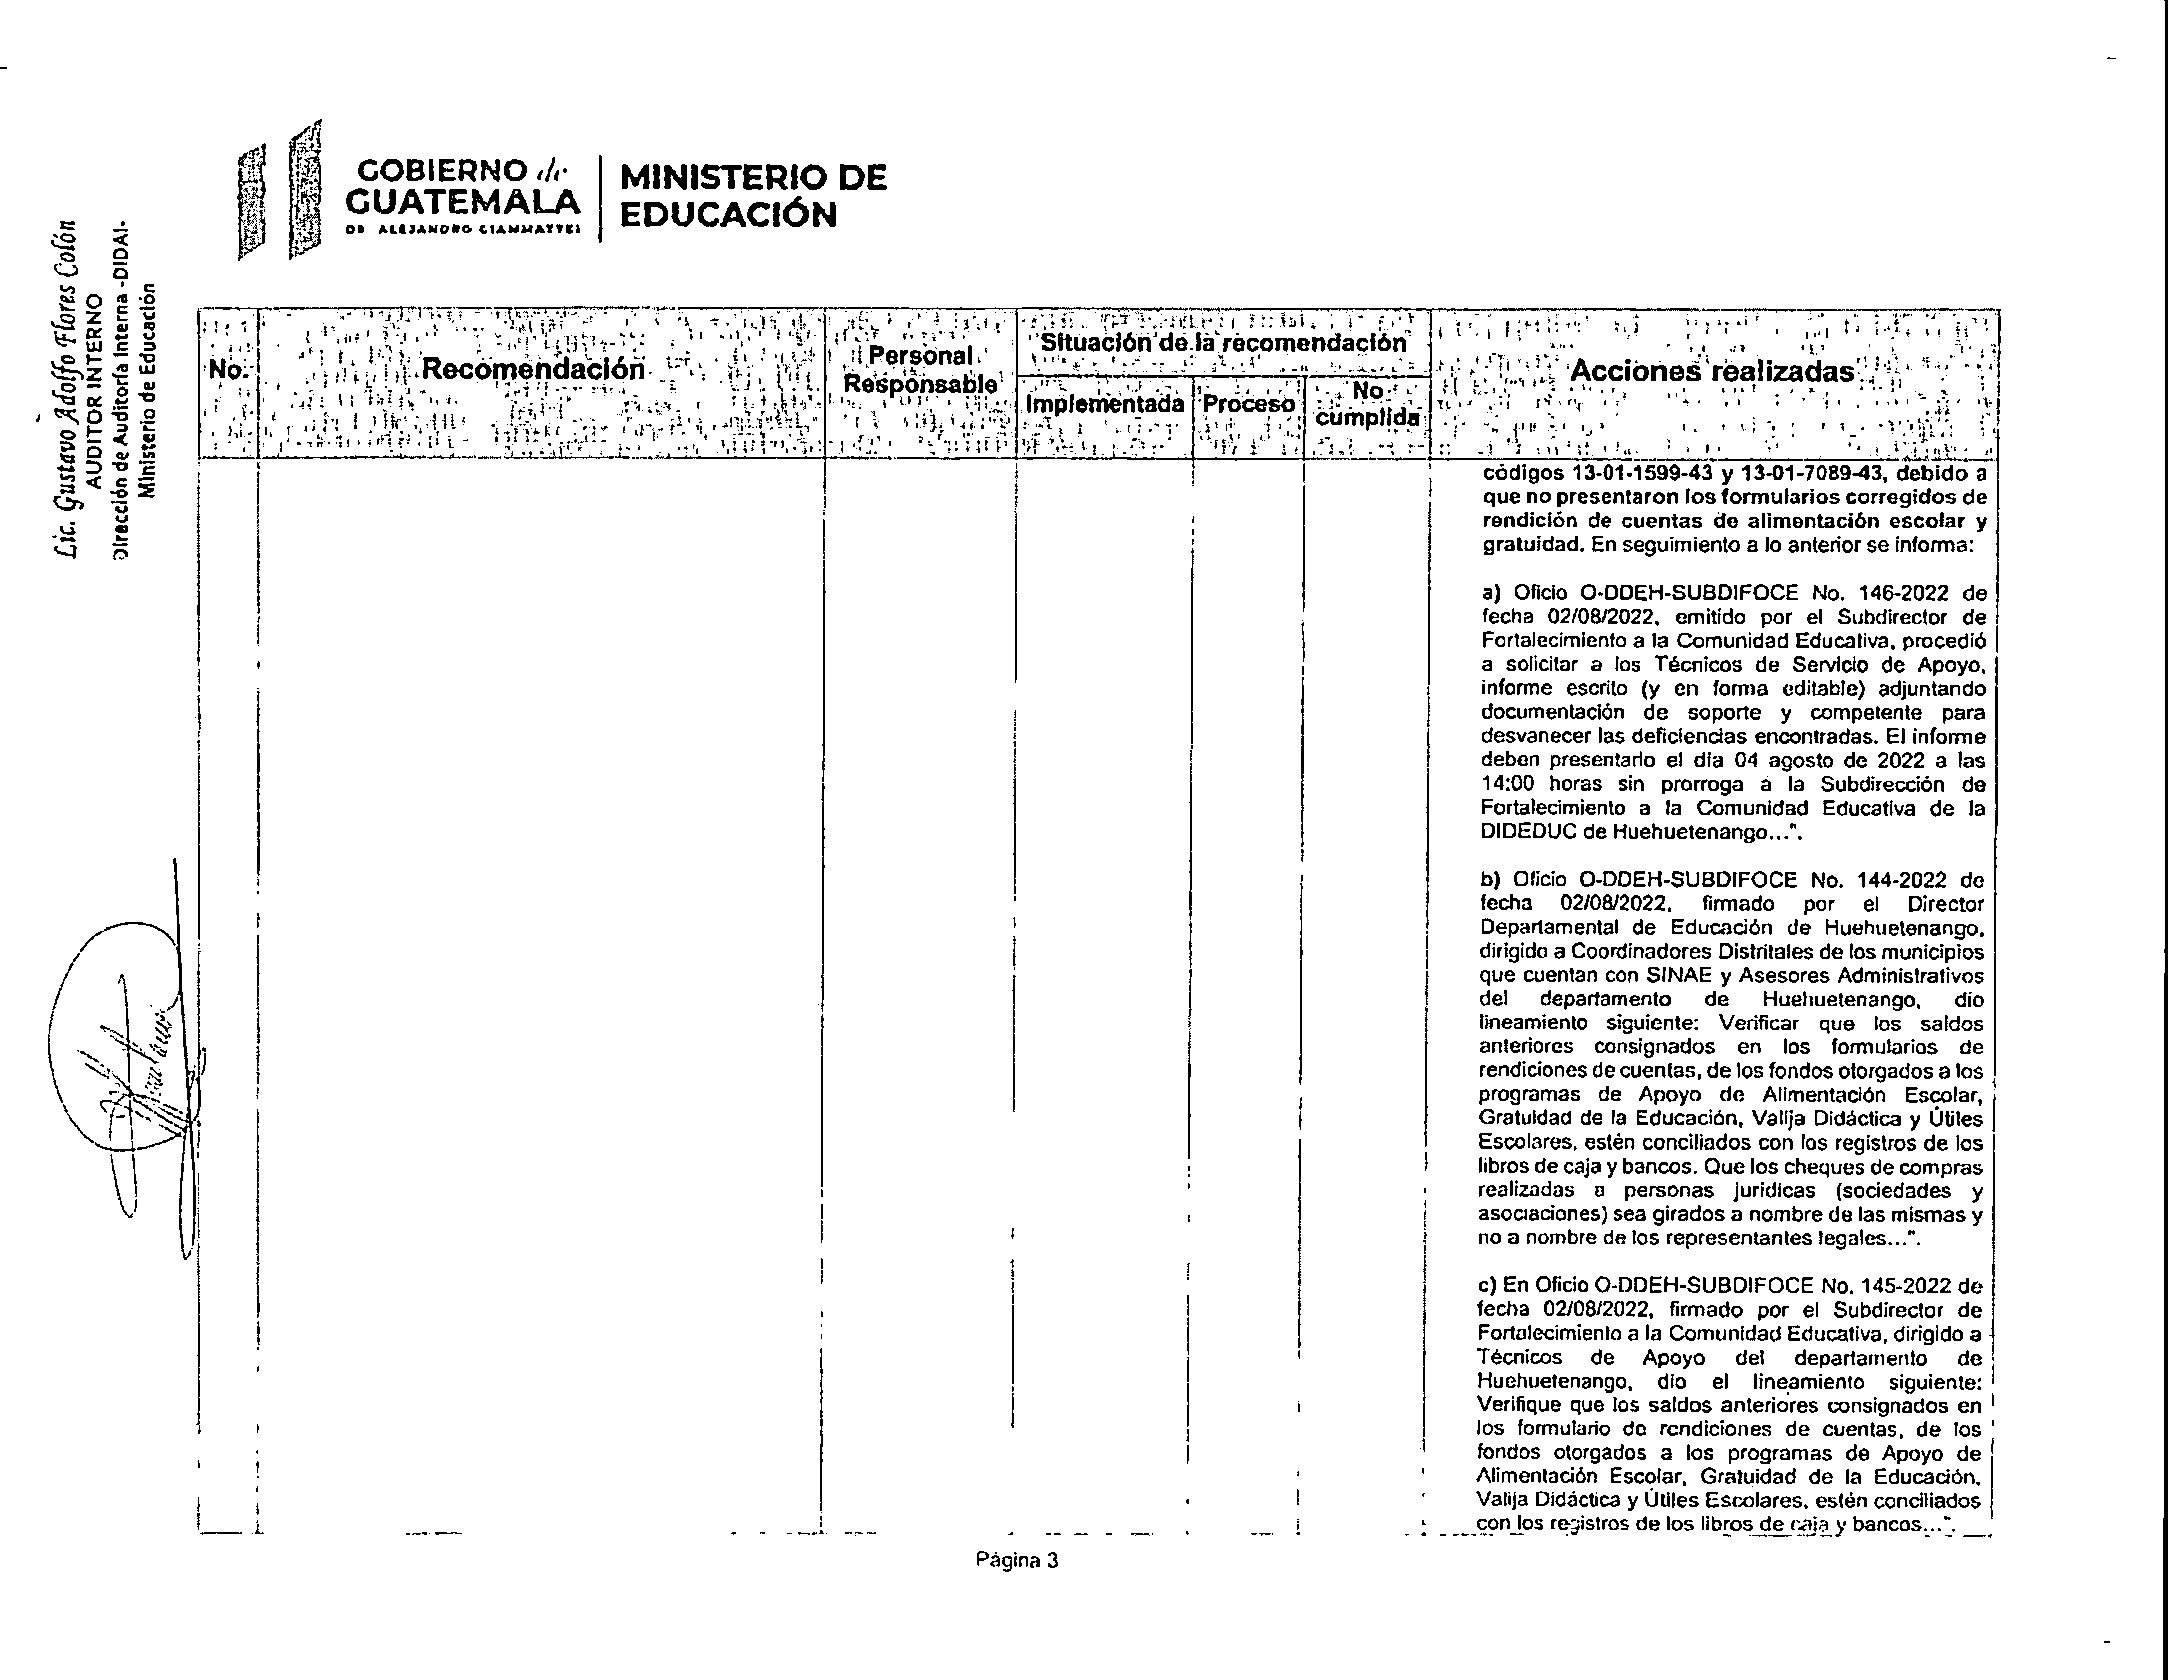 GOBIERNO de
GUATEMALA
DR. ALEJANDRO GIAMMATTEI
MINISTERIO DE
EDUCACIÓN
Lic. Gustavo Adolfo Flores Colón
AUDITOR INTERNO
Dirección de Auditoría Interna -DIDAI-
Ministerio de Educación
No.
Recomendación
Personal
Responsable
Situación de la recomendación
Implementada
Proceso
No
cumplida
Acciones realizadas
códigos 13-01-1599-43 y 13-01-7089-43, debido a
que no presentaron los formularios corregidos de
rendición de cuentas de alimentación escolar y
gratuidad. En seguimiento a lo anterior se informa:
a) Oficio O-DDEH-SUBDIFOCE No. 146-2022 de
fecha 02/08/2022, emitido por el Subdirector de
Fortalecimiento a la Comunidad Educativa, procedió
a solicitar a los Técnicos de Servicio de Apoyo,
informe escrito (y en forma editable) adjuntando
documentación de soporte y competente para
desvanecer las deficiencias encontradas. El informe
deben presentarlo el día 04 agosto de 2022 a las
14:00 horas sin prorroga a la Subdirección de
Fortalecimiento a la Comunidad Educativa de la
DIDEDUC de Huehuetenango...".
b) Oficio O-DDEH-SUBDIFOCE No. 144-2022 de
fecha 02/08/2022, firmado por el Director
Departamental de Educación de Huehuetenango,
dirigido a Coordinadores Distritales de los municipios
que cuentan con SINAE y Asesores Administrativos
del departamento de Huehuetenango, dio
lineamiento siguiente: Verificar que los saldos
anteriores consignados en los formularios de
rendiciones de cuentas, de los fondos otorgados a los
programas de Apoyo de Alimentación Escolar,
Gratuidad de la Educación, Valija Didáctica y Útiles
Escolares, estén conciliados con los registros de los
libros de caja y bancos. Que los cheques de compras
realizadas a personas jurídicas (sociedades y
asociaciones) sea girados a nombre de las mismas y
no a nombre de los representantes legales...".
c) En Oficio O-DDEH-SUBDIFOCE No. 145-2022 de
fecha 02/08/2022, firmado por el Subdirector de
Fortalecimiento a la Comunidad Educativa, dirigido a
Técnicos de Apoyo del departamento de
Huehuetenango, dio el lineamiento siguiente:
Verifique que los saldos anteriores consignados en
los formulario de rendiciones de cuentas, de los
fondos otorgados a los programas de Apoyo de
Alimentación Escolar, Gratuidad de la Educación,
Valija Didáctica y Útiles Escolares, estén conciliados
con los registros de los libros de caja y bancos...".
Página 3